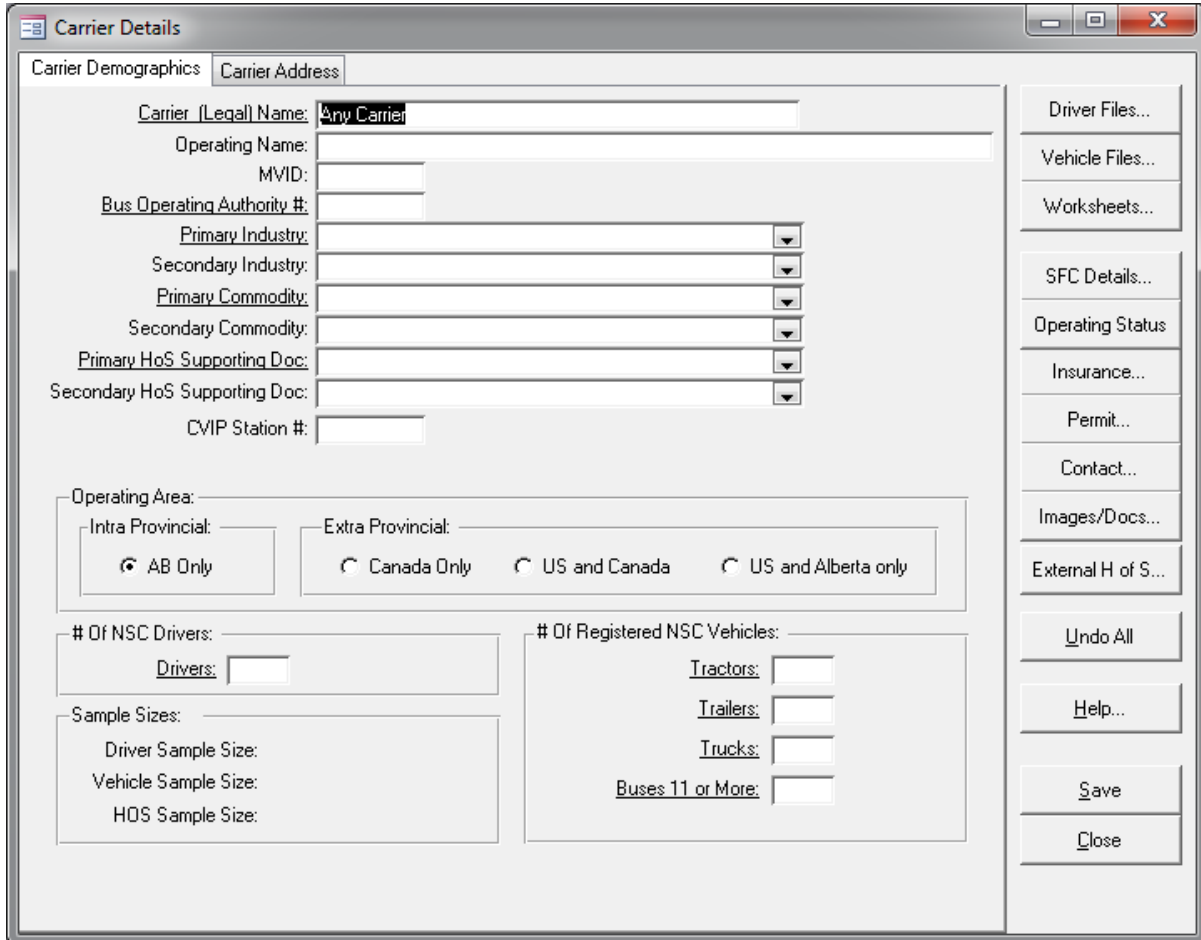 Carrier Details
Carrier Demographics Carrier Address
Carrier (Legal) Name: Any Carrier
Operating Name:
MVID:
Bus Operating Authority #:
Primary Industry:
Secondary Industry:
Primary Commodity:
Secondary Commodity:
Primary HoS Supporting Doc:
Secondary HoS Supporting Doc:
CVIP Station #:
Operating Area:
Intra Provincial:
AB Only
Extra Provincial:
Canada Only US and Canada US and Alberta only
# Of NSC Drivers:
Drivers:
Sample Sizes:
Driver Sample Size:
Vehicle Sample Size:
HOS Sample Size:
# Of Registered NSC Vehicles:
Tractors:
Trailers:
Trucks:
Buses 11 or More:
Driver Files...
Vehicle Files...
Worksheets...
SFC Details...
Operating Status
Insurance...
Permit...
Contact...
Images/Docs...
External H of S...
Undo All
Help...
Save
Close